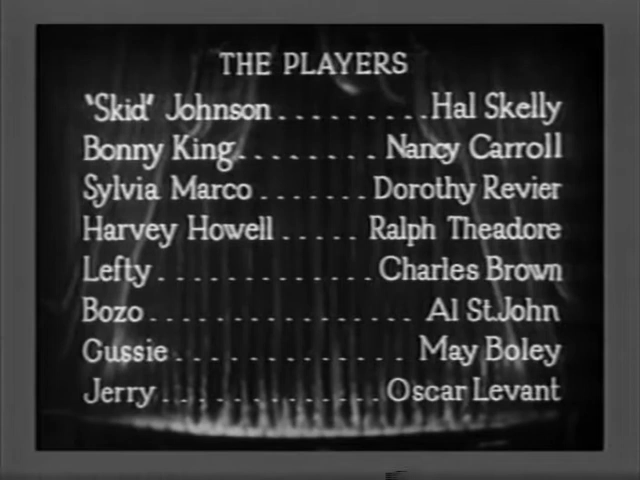 THE PLAYERS
"Skid" Johnson.........Hal Skelly
Bonny King........Nancy Carroll
Sylvia Marco.......Dorothy Revier
Harvey Howell.....Ralph Theadore
Lefty.............Charles Brown
Bozo................Al St.John
Gussie..............May Boley
Jerry.............Oscar Levant